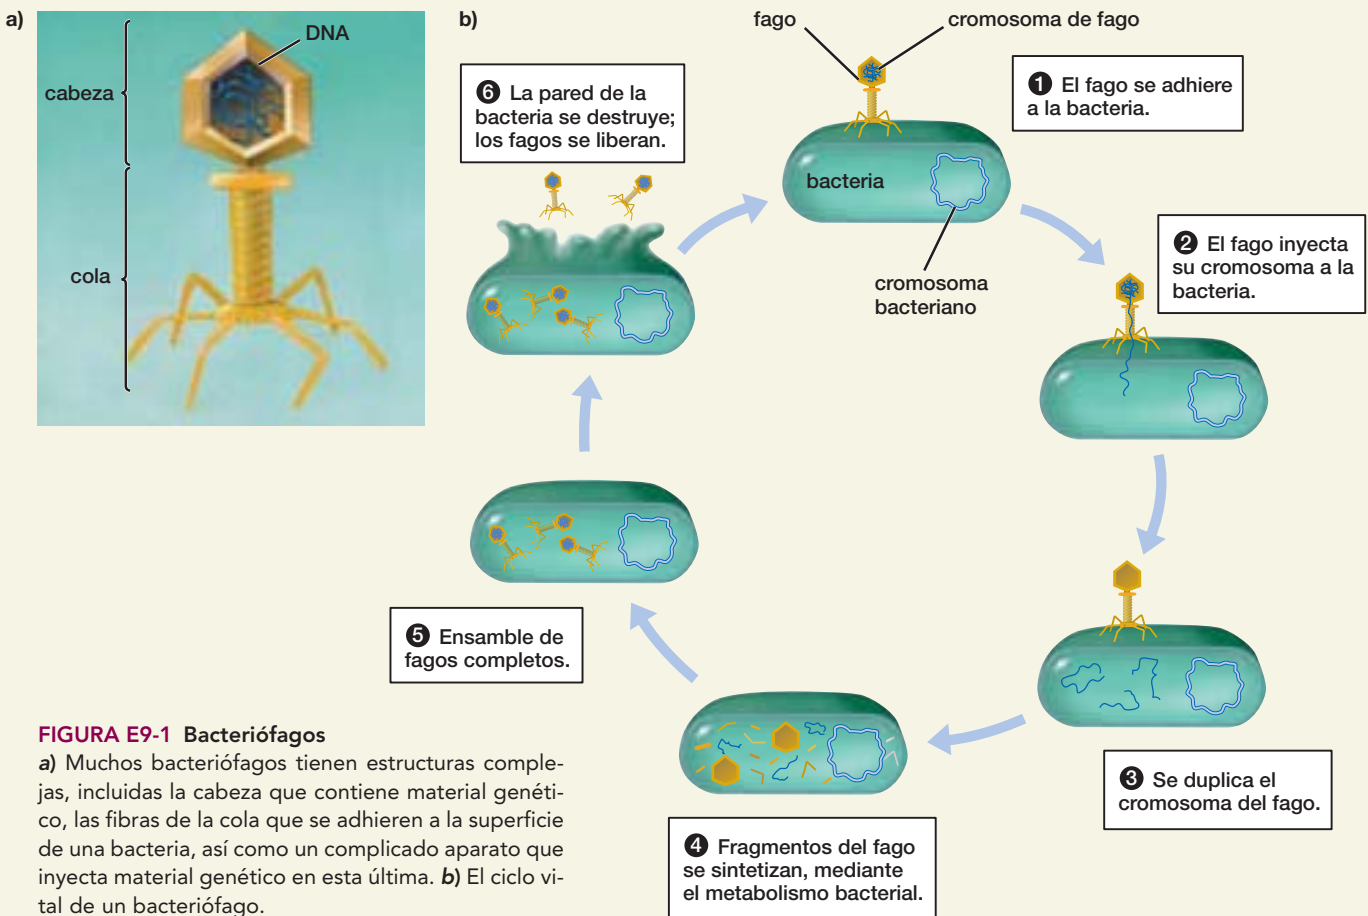 a)
DNA
cabeza
cola
b)
fago
cromosoma de fago
bacteria
cromosoma
bacteriano
❶ El fago se adhiere
a la bacteria.
❷ El fago inyecta
su cromosoma a la
bacteria.
❸ Se duplica el
cromosoma del fago.
❹ Fragmentos del fago
se sintetizan, mediante
el metabolismo bacterial.
❺ Ensamble de
fagos completos.
❻ La pared de la
bacteria se destruye;
los fagos se liberan.
FIGURA E9-1 Bacteriófagos
a) Muchos bacteriófagos tienen estructuras comple-
jas, incluidas la cabeza que contiene material genéti-
co, las fibras de la cola que se adhieren a la superficie
de una bacteria, así como un complicado aparato que
inyecta material genético en esta última. b) El ciclo vi-
tal de un bacteriófago.